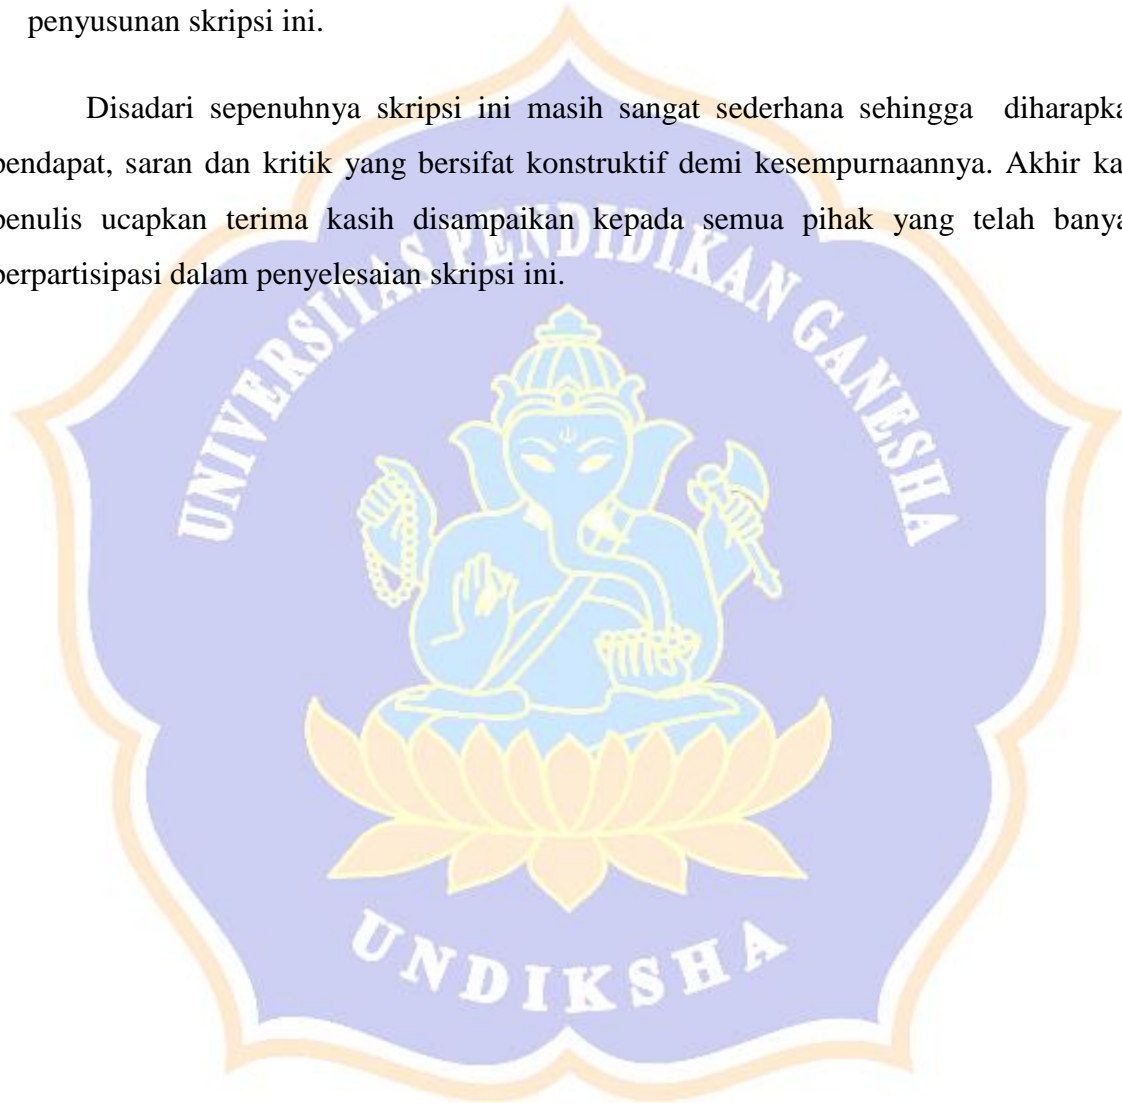 penyusunan skripsi ini.
Disadari sepenuhnya skripsi ini masih sangat sederhana sehingga diharapka
pendapat, saran dan kritik yang bersifat konstruktif demi kesempurnaannya. Akhir ka
penulis ucapkan terima kasih disampaikan kepada semua pihak yang telah banya
berpartisipasi dalam penyelesaian skripsi ini.
UNIVERSITAS PENDIDIKAN GANESHA
UNDIKSHA